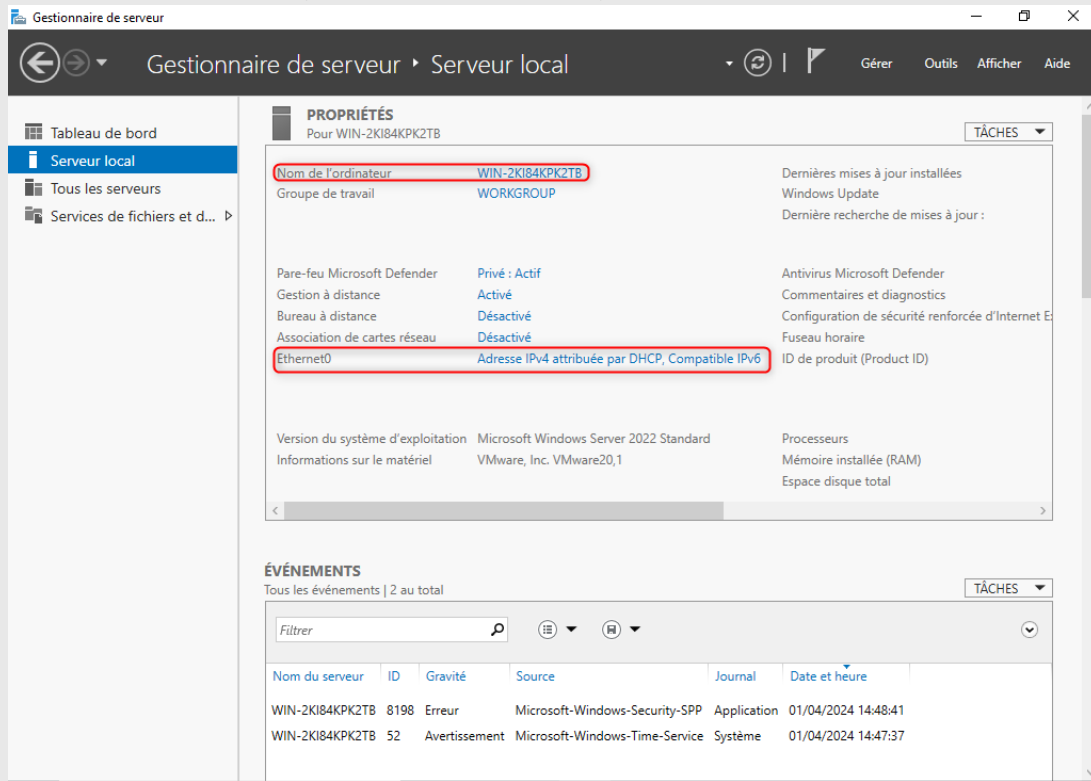 Gestionnaire de serveur
Gestionnaire de serveur ‣ Serveur local
Gérer Outils Afficher Aide
Tableau de bord
Serveur local
Tous les serveurs
Services de fichiers et d...
PROPRIÉTÉS
Pour WIN-2KI84KPK2TB
TÂCHES
Nom de l'ordinateur WIN-2KI84KPK2TB Dernières mises à jour installées
Groupe de travail WORKGROUP Windows Update
Dernière recherche de mises à jour :
Pare-feu Microsoft Defender Privé : Actif Antivirus Microsoft Defender
Gestion à distance Activé Commentaires et diagnostics
Bureau à distance Désactivé Configuration de sécurité renforcée d'Internet E
Association de cartes réseau Désactivé Fuseau horaire
Ethernet0 Adresse IPv4 attribuée par DHCP, Compatible IPv6 ID de produit (Product ID)
Version du système d'exploitation Microsoft Windows Server 2022 Standard Processeurs
Informations sur le matériel VMware, Inc. VMware20,1 Mémoire installée (RAM)
Espace disque total
ÉVÉNEMENTS
Tous les événements | 2 au total
TÂCHES
Filtrer
Nom du serveur ID Gravité Source Journal Date et heure
WIN-2KI84KPK2TB 8198 Erreur Microsoft-Windows-Security-SPP Application 01/04/2024 14:48:41
WIN-2KI84KPK2TB 52 Avertissement Microsoft-Windows-Time-Service Système 01/04/2024 14:47:37